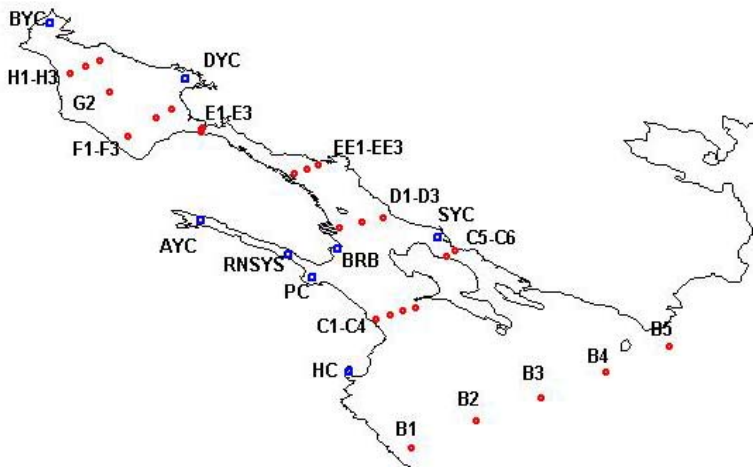 BYC
DYC
H1-H3
G2
E1-E3
F1-F3
EE1-EE3
D1-D3
SYC
AYC
C5-C6
RNSYS
BRB
PC
C1-C4
B5
B4
HC
B3
B2
B1